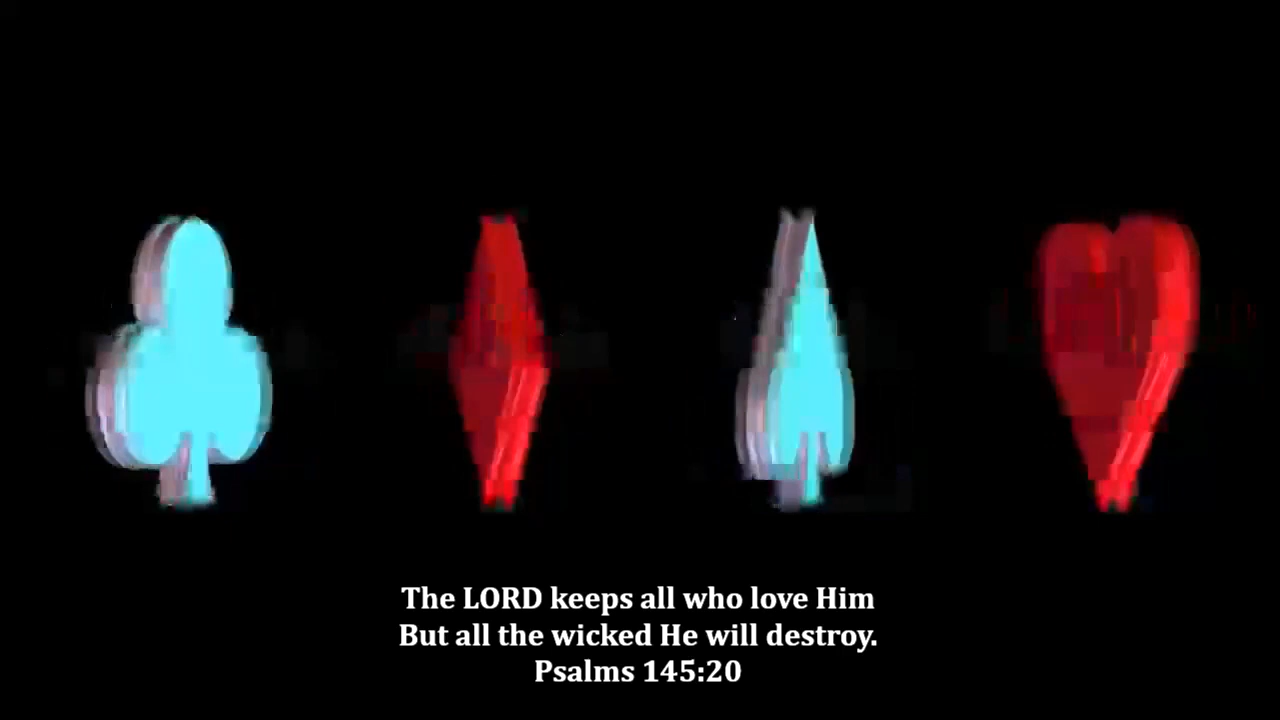 The LORD keeps all who love Him
But all the wicked He will destroy.
Psalms 145:20